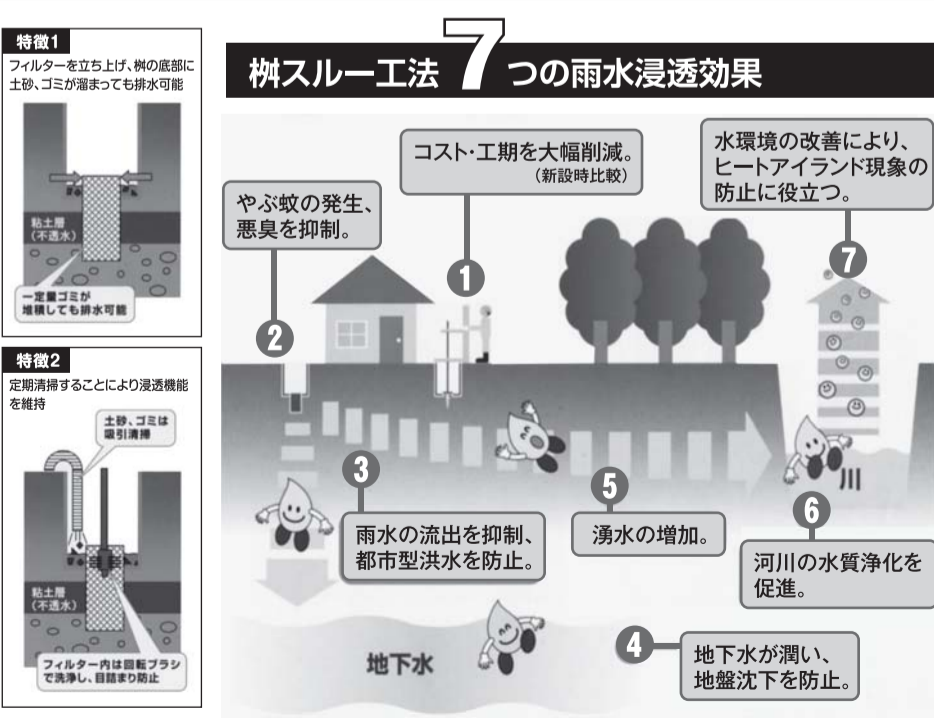 特徴1
フィルターを立ち上げ、桝の底部に
土砂、ゴミが溜まっても排水可能
粘土層
(不透水)
一定量ゴミが
堆積しても排水可能
特徴2
定期清掃することにより浸透機能
を維持
土砂、ゴミは
吸引清掃
粘土層
(不透水)
フィルター内は回転ブラシ
で洗浄し、目詰まり防止
桝スルー工法7つの雨水浸透効果
コスト・工期を大幅削減。
(新設時比較)
1
やぶ蚊の発生、
悪臭を抑制。
2
水環境の改善により、
ヒートアイランド現象の
防止に役立つ。
7
3
雨水の流出を抑制、
都市型洪水を防止。
5
湧水の増加。
川
6
河川の水質浄化を
促進。
4
地下水が潤い、
地盤沈下を防止。
地下水